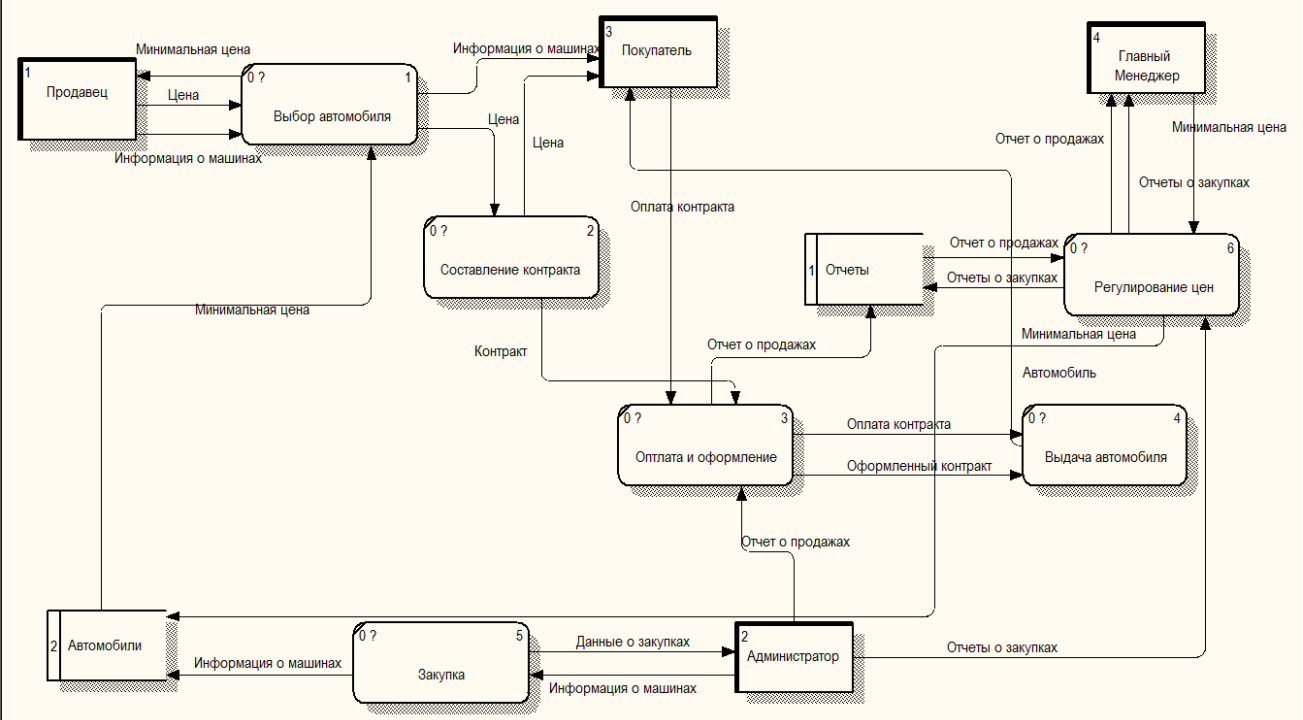 3
Покупатель
4
Главный
Менеджер
Минимальная цена
Информация о машинах
1
Продавец
0 ?
1
Выбор автомобиля
Цена
Информация о машинах
Цена
Цена
Минимальная цена
Отчет о продажах
Отчеты о закупках
Оплата контракта
0 ?
2
Составление контракта
1
Отчеты
Отчет о продажах
Отчеты о закупках
0 ?
6
Регулирование цен
Минимальная цена
Минимальная цена
Контракт
Отчет о продажах
Автомобиль
0 ?
3
Оптлата и оформление
Оплата контракта
Оформленный контракт
0 ?
4
Выдача автомобиля
Отчет о продажах
2
Автомобили
Информация о машинах
0 ?
5
Закупка
Данные о закупках
Информация о машинах
2
Администратор
Отчеты о закупках